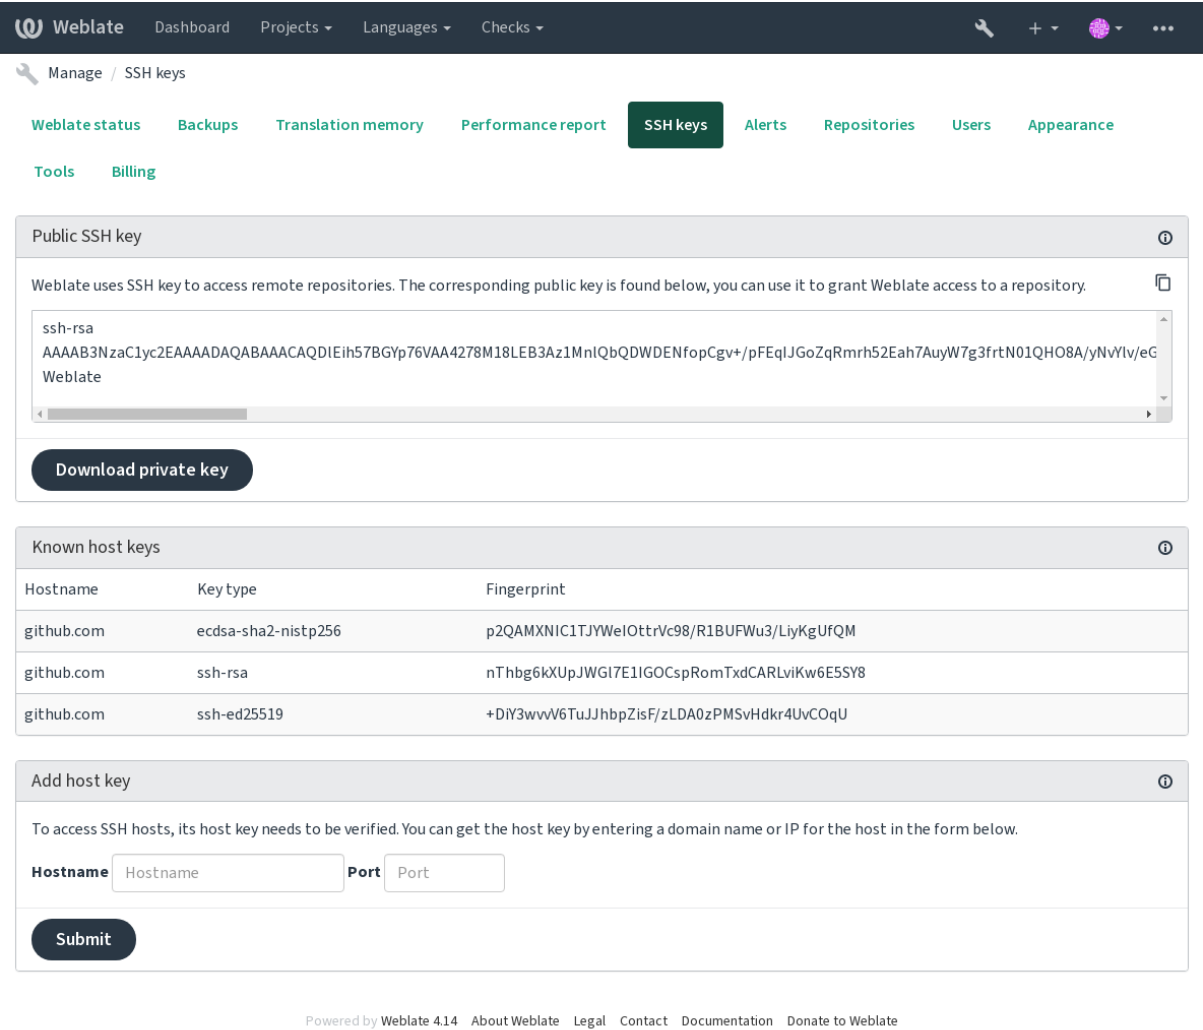 Weblate Dashboard Projects Languages Checks
Manage / SSH keys
Weblate status Backups Translation memory Performance report SSH keys Alerts Repositories Users Appearance
Tools Billing
Public SSH key
Weblate uses SSH key to access remote repositories. The corresponding public key is found below, you can use it to grant Weblate access to a repository.
ssh-rsa
AAAAB3NzaC1yc2EAAAADAQABAAACAQDlEih57BGYp76VAA4278M18LEB3Az1MnlQbQDWDENfopCgv+/pFEqIJGoZqRmrh52Eah7AuyW7g3frtN01QHO8A/yNvYlv/eG
Weblate
Download private key
Known host keys
Hostname Key type Fingerprint
github.com ecdsa-sha2-nistp256 p2QAMXNIC1TJYWeIOttrVc98/R1BUFWu3/LiyKgUfQM
github.com ssh-rsa nThbg6kXUpJWGl7E1IGOCspRomTxdCARLviKw6E5SY8
github.com ssh-ed25519 +DiY3wvvV6TuJJhbpZisF/zLDA0zPMSvHdkr4UvCOqU
Add host key
To access SSH hosts, its host key needs to be verified. You can get the host key by entering a domain name or IP for the host in the form below.
Hostname Hostname Port Port
Submit
Powered by Weblate 4.14 About Weblate Legal Contact Documentation Donate to Weblate